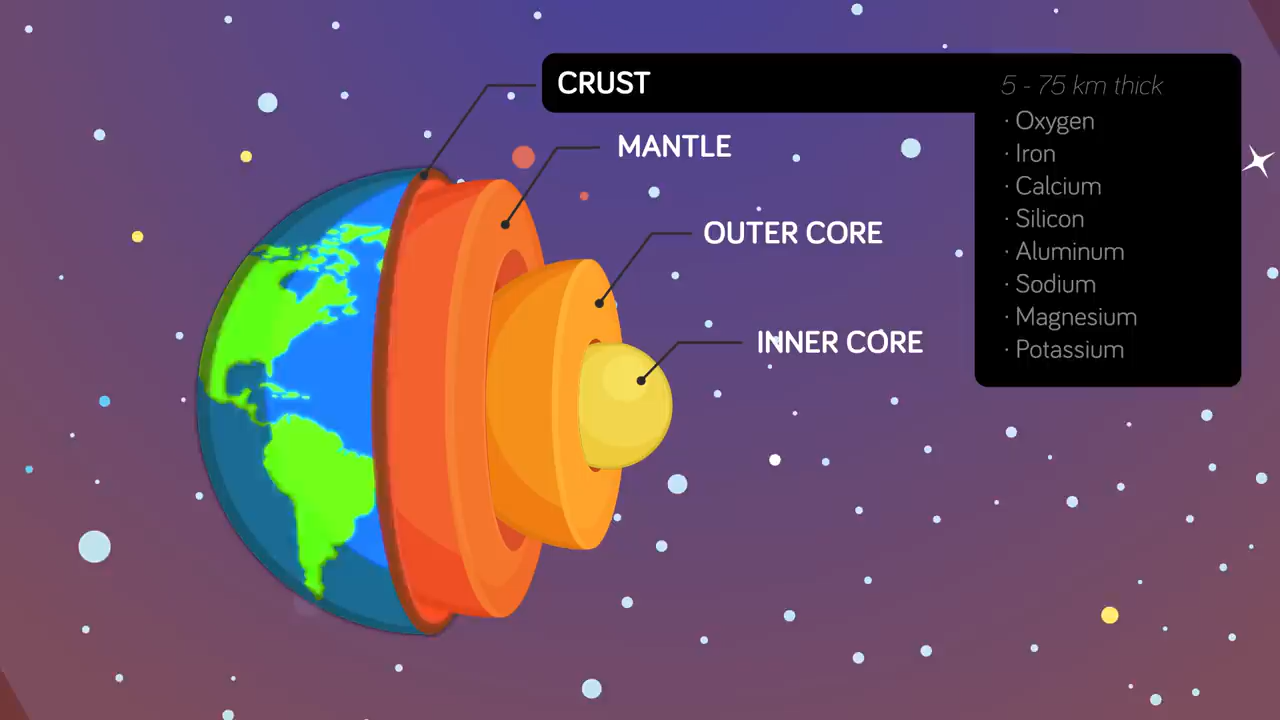 CRUST
5 - 75 km thick
· Oxygen
· Iron
· Calcium
· Silicon
· Aluminum
· Sodium
· Magnesium
· Potassium
MANTLE
OUTER CORE
INNER CORE